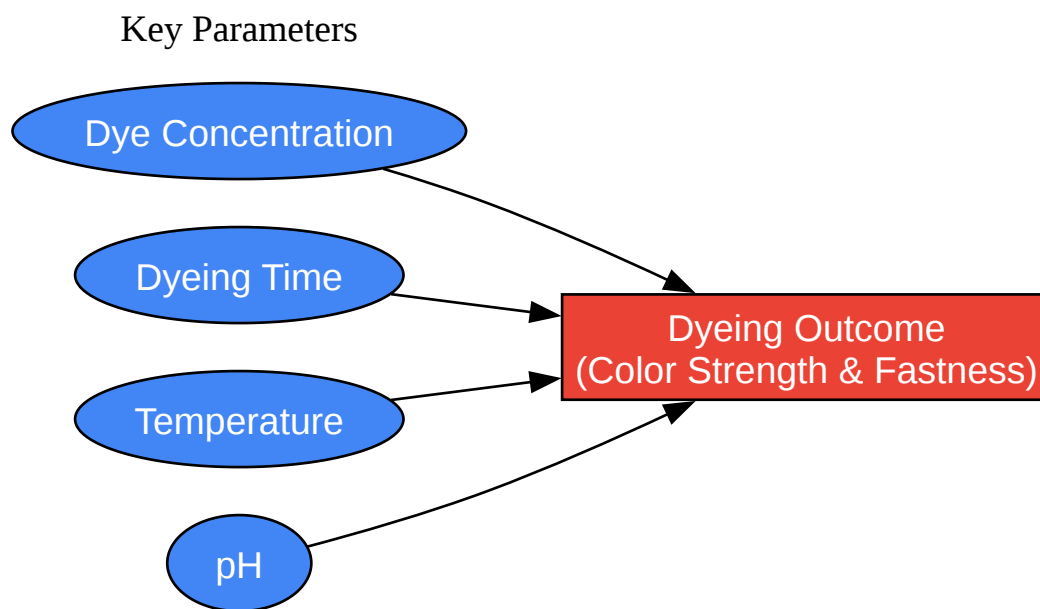 Key Parameters
Dye Concentration
Dyeing Time
Temperature
pH
Dyeing Outcome
(Color Strength & Fastness)